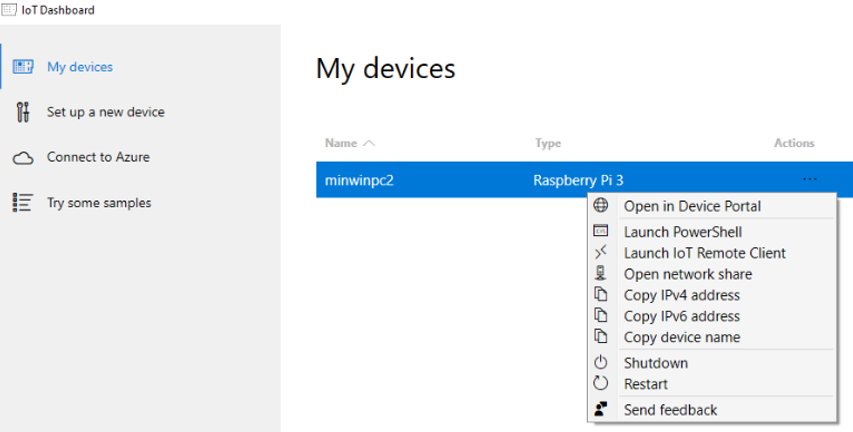 IoT Dashboard
My devices
Set up a new device
Connect to Azure
Try some samples
My devices
Name Type Actions
minwinpc2 Raspberry Pi 3 ...
Open in Device Portal
Launch PowerShell
Launch IoT Remote Client
Open network share
Copy IPv4 address
Copy IPv6 address
Copy device name
Shutdown
Restart
Send feedback